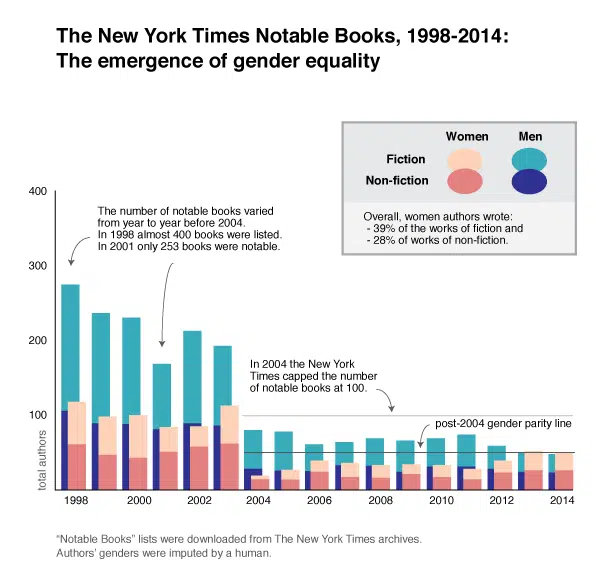 The New York Times Notable Books, 1998-2014:
The emergence of gender equality
Women Men
Fiction
Non-fiction
Overall, women authors wrote:
- 39% of the works of fiction and
- 28% of works of non-fiction.
400
The number of notable books varied
from year to year before 2004.
In 1998 almost 400 books were listed.
In 2001 only 253 books were notable.
300
200
In 2004 the New York
Times capped the number
of notable books at 100.
100
post-2004 gender parity line
total authors
1998 2000 2002 2004 2006 2008 2010 2012 2014
“Notable Books” lists were downloaded from The New York Times archives.
Authors’ genders were imputed by a human.